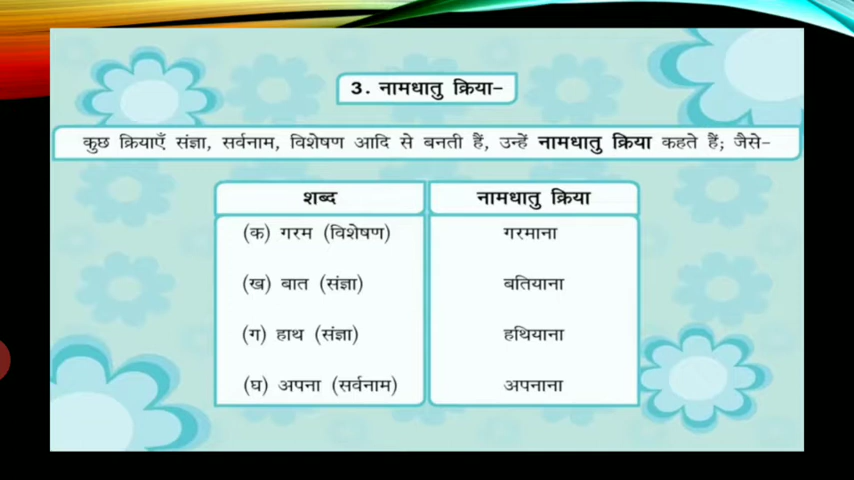 3. नामधातु क्रिया-
कुछ क्रियाएँ संज्ञा, सर्वनाम, विशेषण आदि से बनती हैं, उन्हें नामधातु क्रिया कहते हैं; जैसे-
शब्द नामधातु क्रिया
(क) गरम (विशेषण) गरमाना
(ख) बात (संज्ञा) बतियाना
(ग) हाथ (संज्ञा) हथियाना
(घ) अपना (सर्वनाम) अपनाना